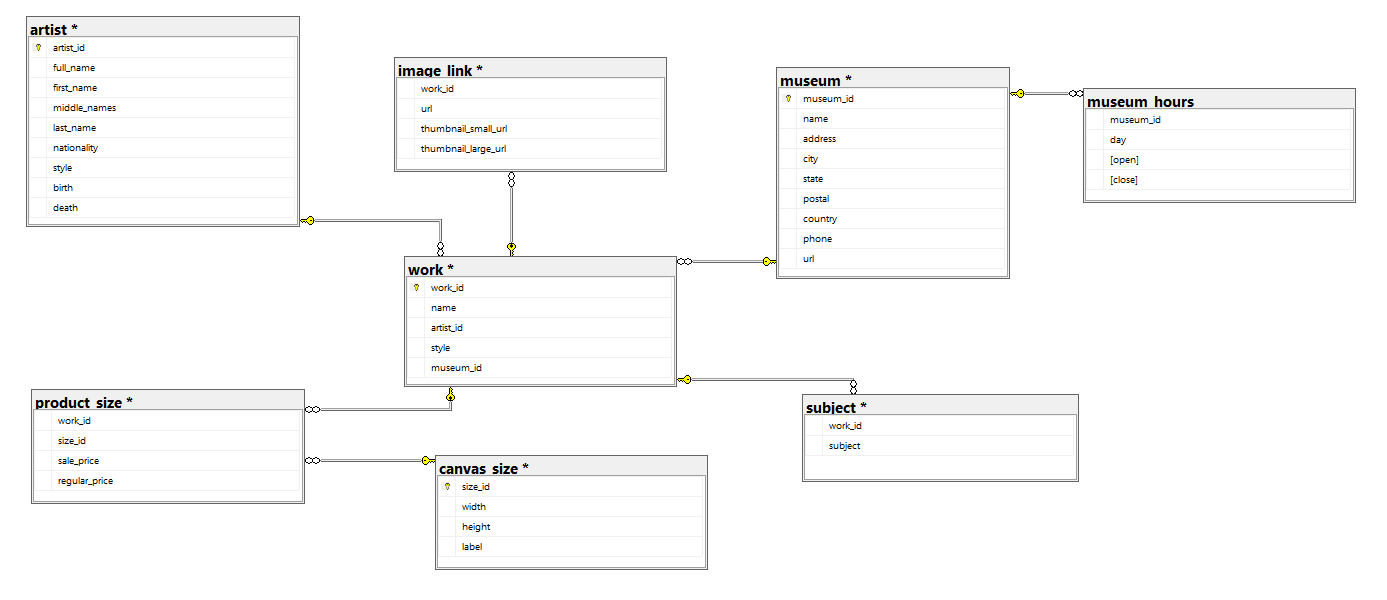 artist *
artist_id
full_name
first_name
middle_names
last_name
nationality
style
birth
death
image_link *
work_id
url
thumbnail_small_url
thumbnail_large_url
museum *
museum_id
name
address
city
state
postal
country
phone
url
museum_hours
museum_id
day
[open]
[close]
work *
work_id
name
artist_id
style
museum_id
product_size *
work_id
size_id
sale_price
regular_price
canvas_size *
size_id
width
height
label
subject *
work_id
subject